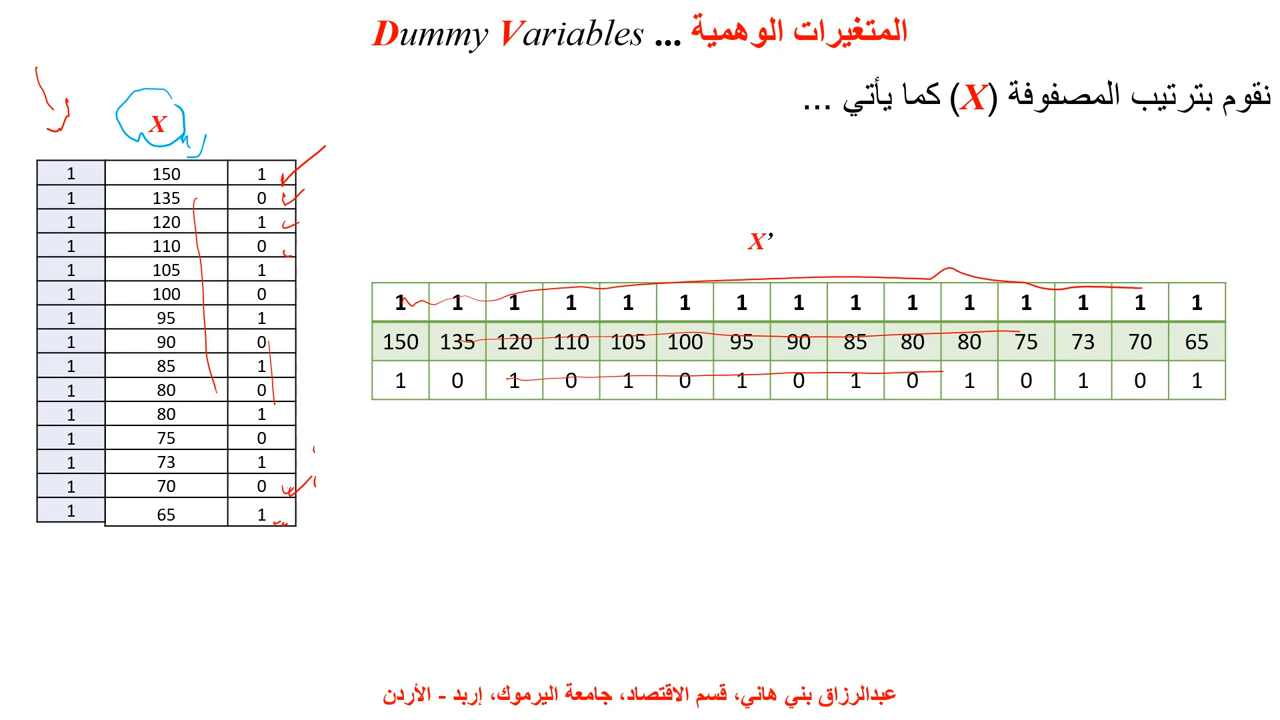 المتغيرات الوهمية ... Dummy Variables
نقوم بترتيب المصفوفة (X) كما يأتي ...
X
1 150 1
1 135 0
1 120 1
1 110 0
1 105 1
1 100 0
1 95 1
1 90 0
1 85 1
1 80 0
1 80 1
1 75 0
1 73 1
1 70 0
1 65 1
X’
1 1 1 1 1 1 1 1 1 1 1 1 1 1 1
150 135 120 110 105 100 95 90 85 80 80 75 73 70 65
1 0 1 0 1 0 1 0 1 0 1 0 1 0 1
عبدالرزاق بني هاني، قسم الاقتصاد، جامعة اليرموك، إربد - الأردن